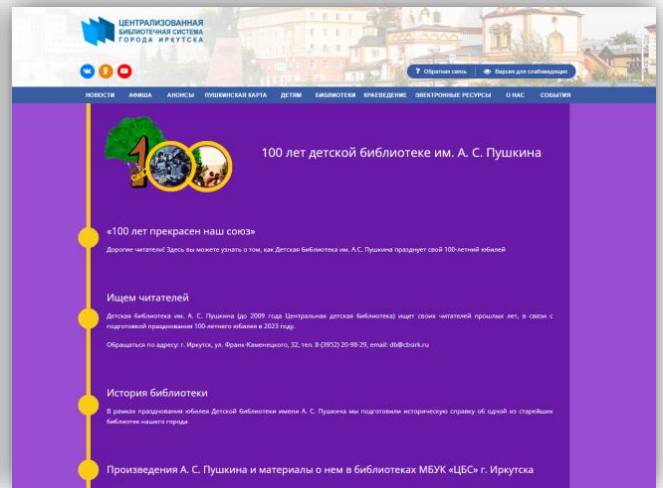 ЦЕНТРАЛИЗОВАННАЯ
БИБЛИОТЕЧНАЯ СИСТЕМА
ГОРОДА ИРКУТСКА
? Обратная связь
Версия для слабовидящих
НОВОСТИ АФИША АНОНСЫ ПУШКИНСКАЯ КАРТА ДЕТЯМ БИБЛИОТЕКИ КРАЕВЕДЕНИЕ ЭЛЕКТРОННЫЕ РЕСУРСЫ О НАС СОБЫТИЯ
100
100 лет детской библиотеке им. А. С. Пушкина
«100 лет прекрасен наш союз»
Дорогие читатели! Здесь вы можете узнать о том, как Детская Библиотека им. А.С. Пушкина празднует свой 100-летний юбилей
Ищем читателей
Детская библиотека им. А. С. Пушкина (до 2009 года Центральная детская библиотека) ищет своих читателей прошлых лет, в связи с
подготовкой празднования 100-летнего юбилея в 2023 году.
Обращаться по адресу: г. Иркутск, ул. Франк-Каменецкого, 32, тел. 8-(3952) 20-98-29, email: db@cbsirk.ru
История библиотеки
В рамках празднования юбилея Детской библиотеки имени А. С. Пушкина мы подготовили историческую справку об одной из старейших
библиотек нашего города
Произведения А. С. Пушкина и материалы о нем в библиотеках МБУК «ЦБС» г. Иркутска